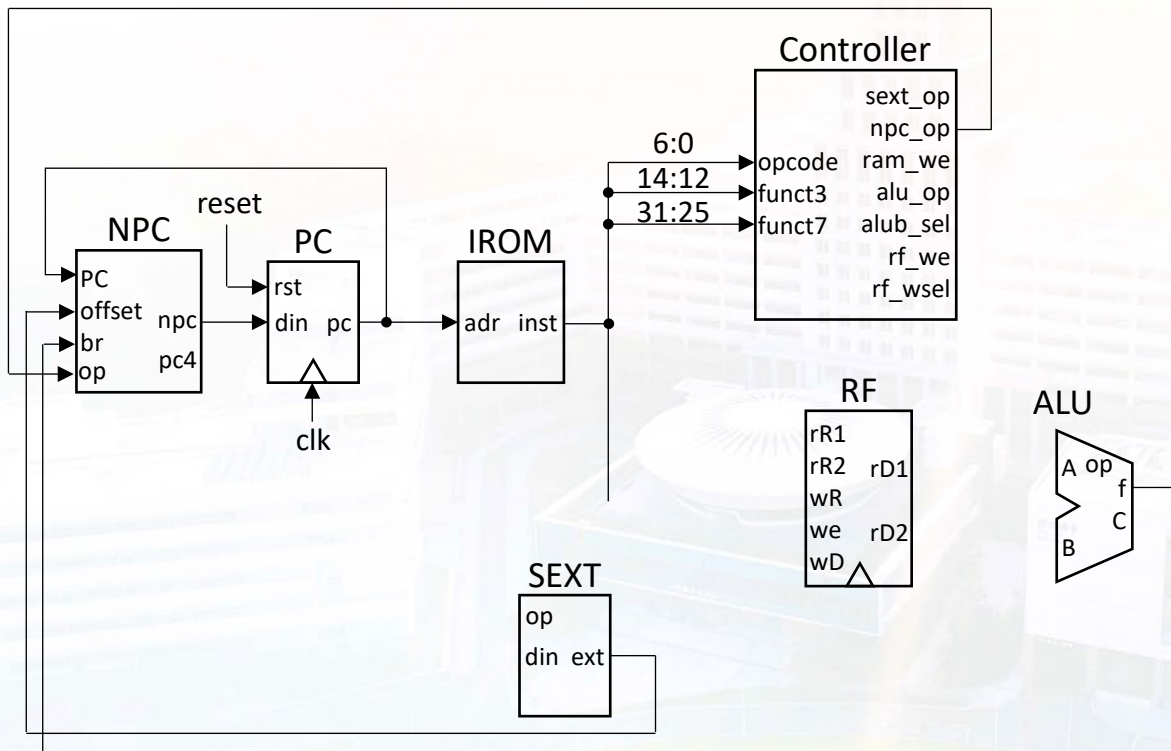 Controller
sext_op
npc_op
ram_we
alu_op
alub_sel
rf_we
rf_wsel
6:0
opcode
14:12
funct3
31:25
funct7
reset
NPC
PC
offset
br
op
npc
pc4
PC
rst
din
pc
clk
IROM
adr
inst
RF
rR1
rR2
wR
we
wD
rD1
rD2
ALU
A
op
f
C
B
SEXT
op
din
ext